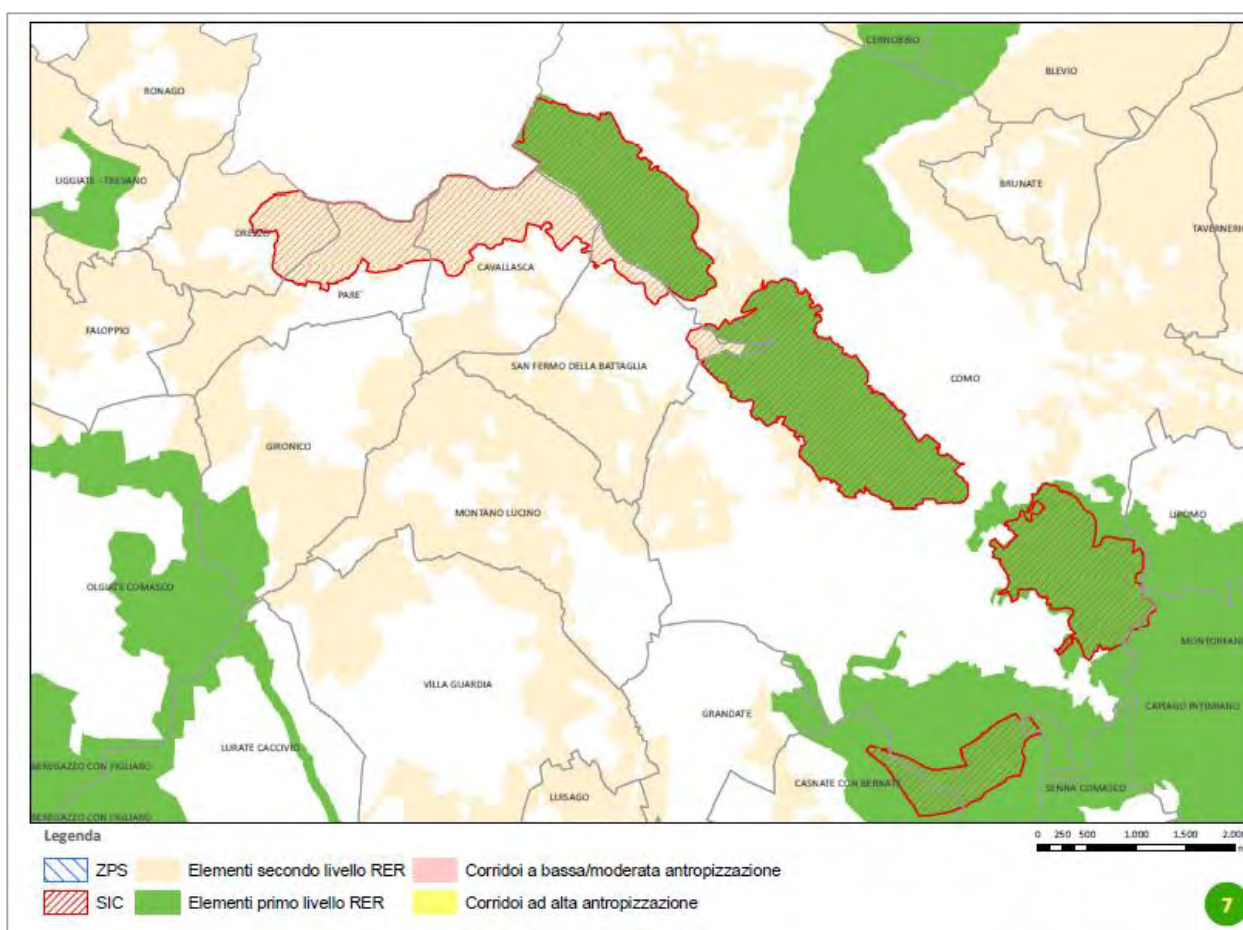 CERNOBBIO
BLEVIO
RONAGO
UGGIATE - TREVANO
BRUNATE
TAVERNERIO
DREZZO
CAVALLASCA
PARE'
FALOPPIO
SAN FERMO DELLA BATTAGLIA
COMO
GIRONICO
MONTANO LUCINO
LIPOMO
OLGIATE COMASCO
MONTORFANO
VILLA GUARDIA
CAPIAGO INTIMIANO
GRANDATE
LURATE CACCIVIO
BEREGAZZO CON FIGLIARO
CASNATE CON BERNATE
SENNA COMASCO
LUISAGO
BEREGAZZO CON FIGLIARO
Legenda
0 250 500 1.000 1.500 2.000
ZPS Elementi secondo livello RER Corridoi a bassa/moderata antropizzazione
SIC Elementi primo livello RER Corridoi ad alta antropizzazione
7